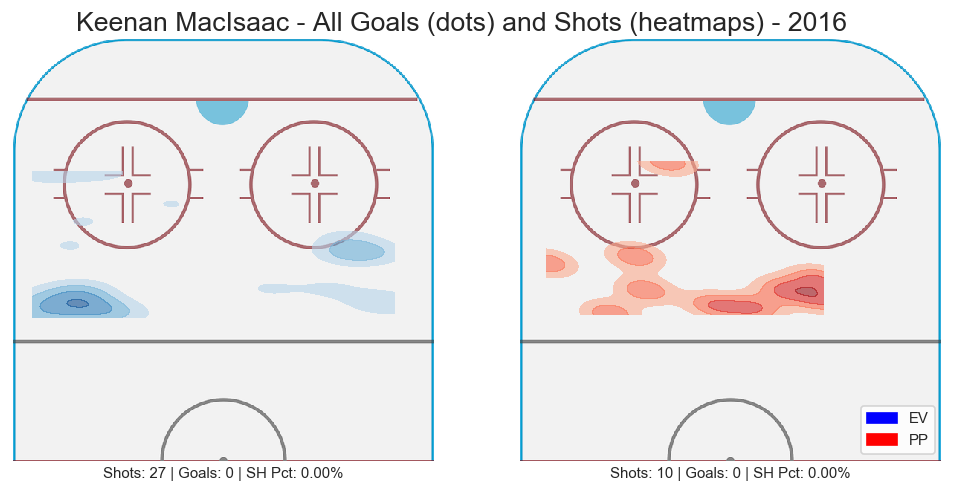 Keenan MacIsaac - All Goals (dots) and Shots (heatmaps) - 2016
EV
PP
Shots: 27 | Goals: 0 | SH Pct: 0.00%
Shots: 10 | Goals: 0 | SH Pct: 0.00%